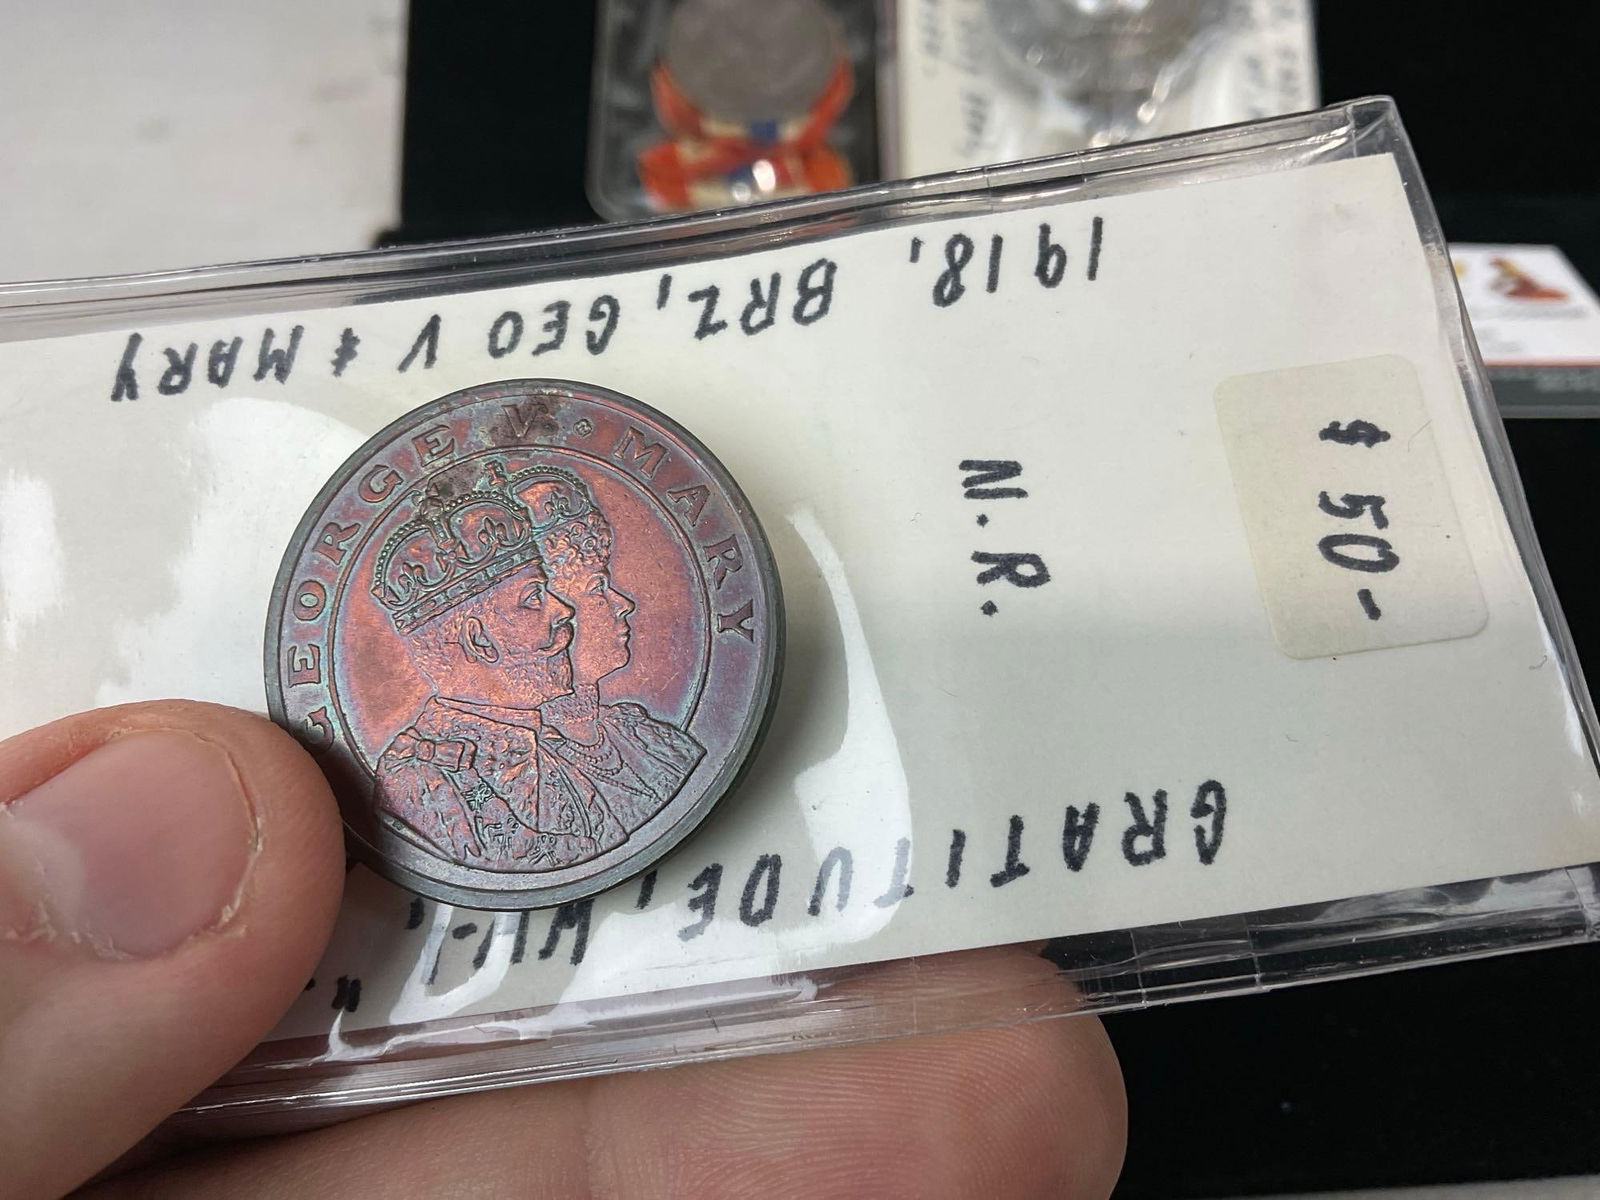 GRATITUDE, WW-I,
N.R.
1918, BRZ, GEO V & MARY
$50-
GEORGE V · MARY